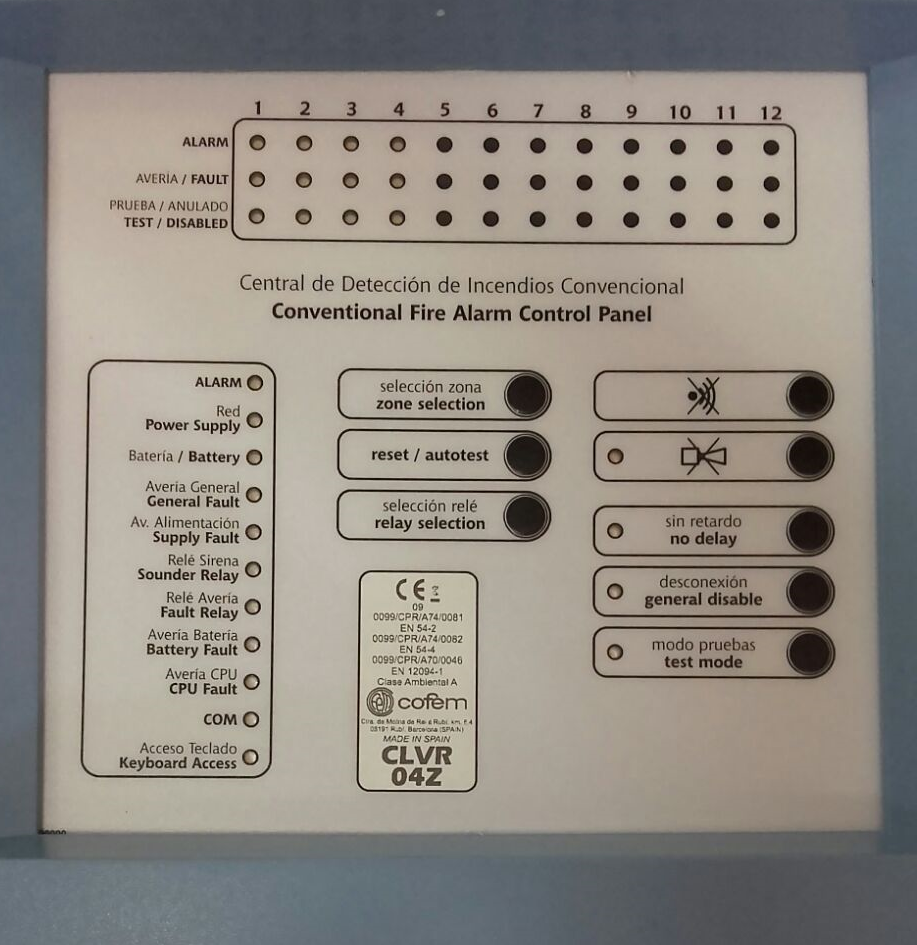 1 2 3 4 5 6 7 8 9 10 11 12
ALARM
AVERÍA / FAULT
PRUEBA / ANULADO
TEST / DISABLED
Central de Detección de Incendios Convencional
Conventional Fire Alarm Control Panel
ALARM
Red
Power Supply
Batería / Battery
Avería General
General Fault
Av. Alimentación
Supply Fault
Relé Sirena
Sounder Relay
Relé Avería
Fault Relay
Avería Batería
Battery Fault
Avería CPU
CPU Fault
COM
Acceso Teclado
Keyboard Access
selección zona
zone selection
reset / autotest
selección relé
relay selection
CE
09
0099/CPR/A74/0081
EN 54-2
0099/CPR/A74/0082
EN 54-4
0099/CPR/A70/0046
EN 12094-1
Clase Ambiental A
cofem
Ctra. de Molins de Rei a Rubí, km. 8,4
08191 Rubí, Barcelona (SPAIN)
MADE IN SPAIN
CLVR
04Z
sin retardo
no delay
desconexión
general disable
modo pruebas
test mode